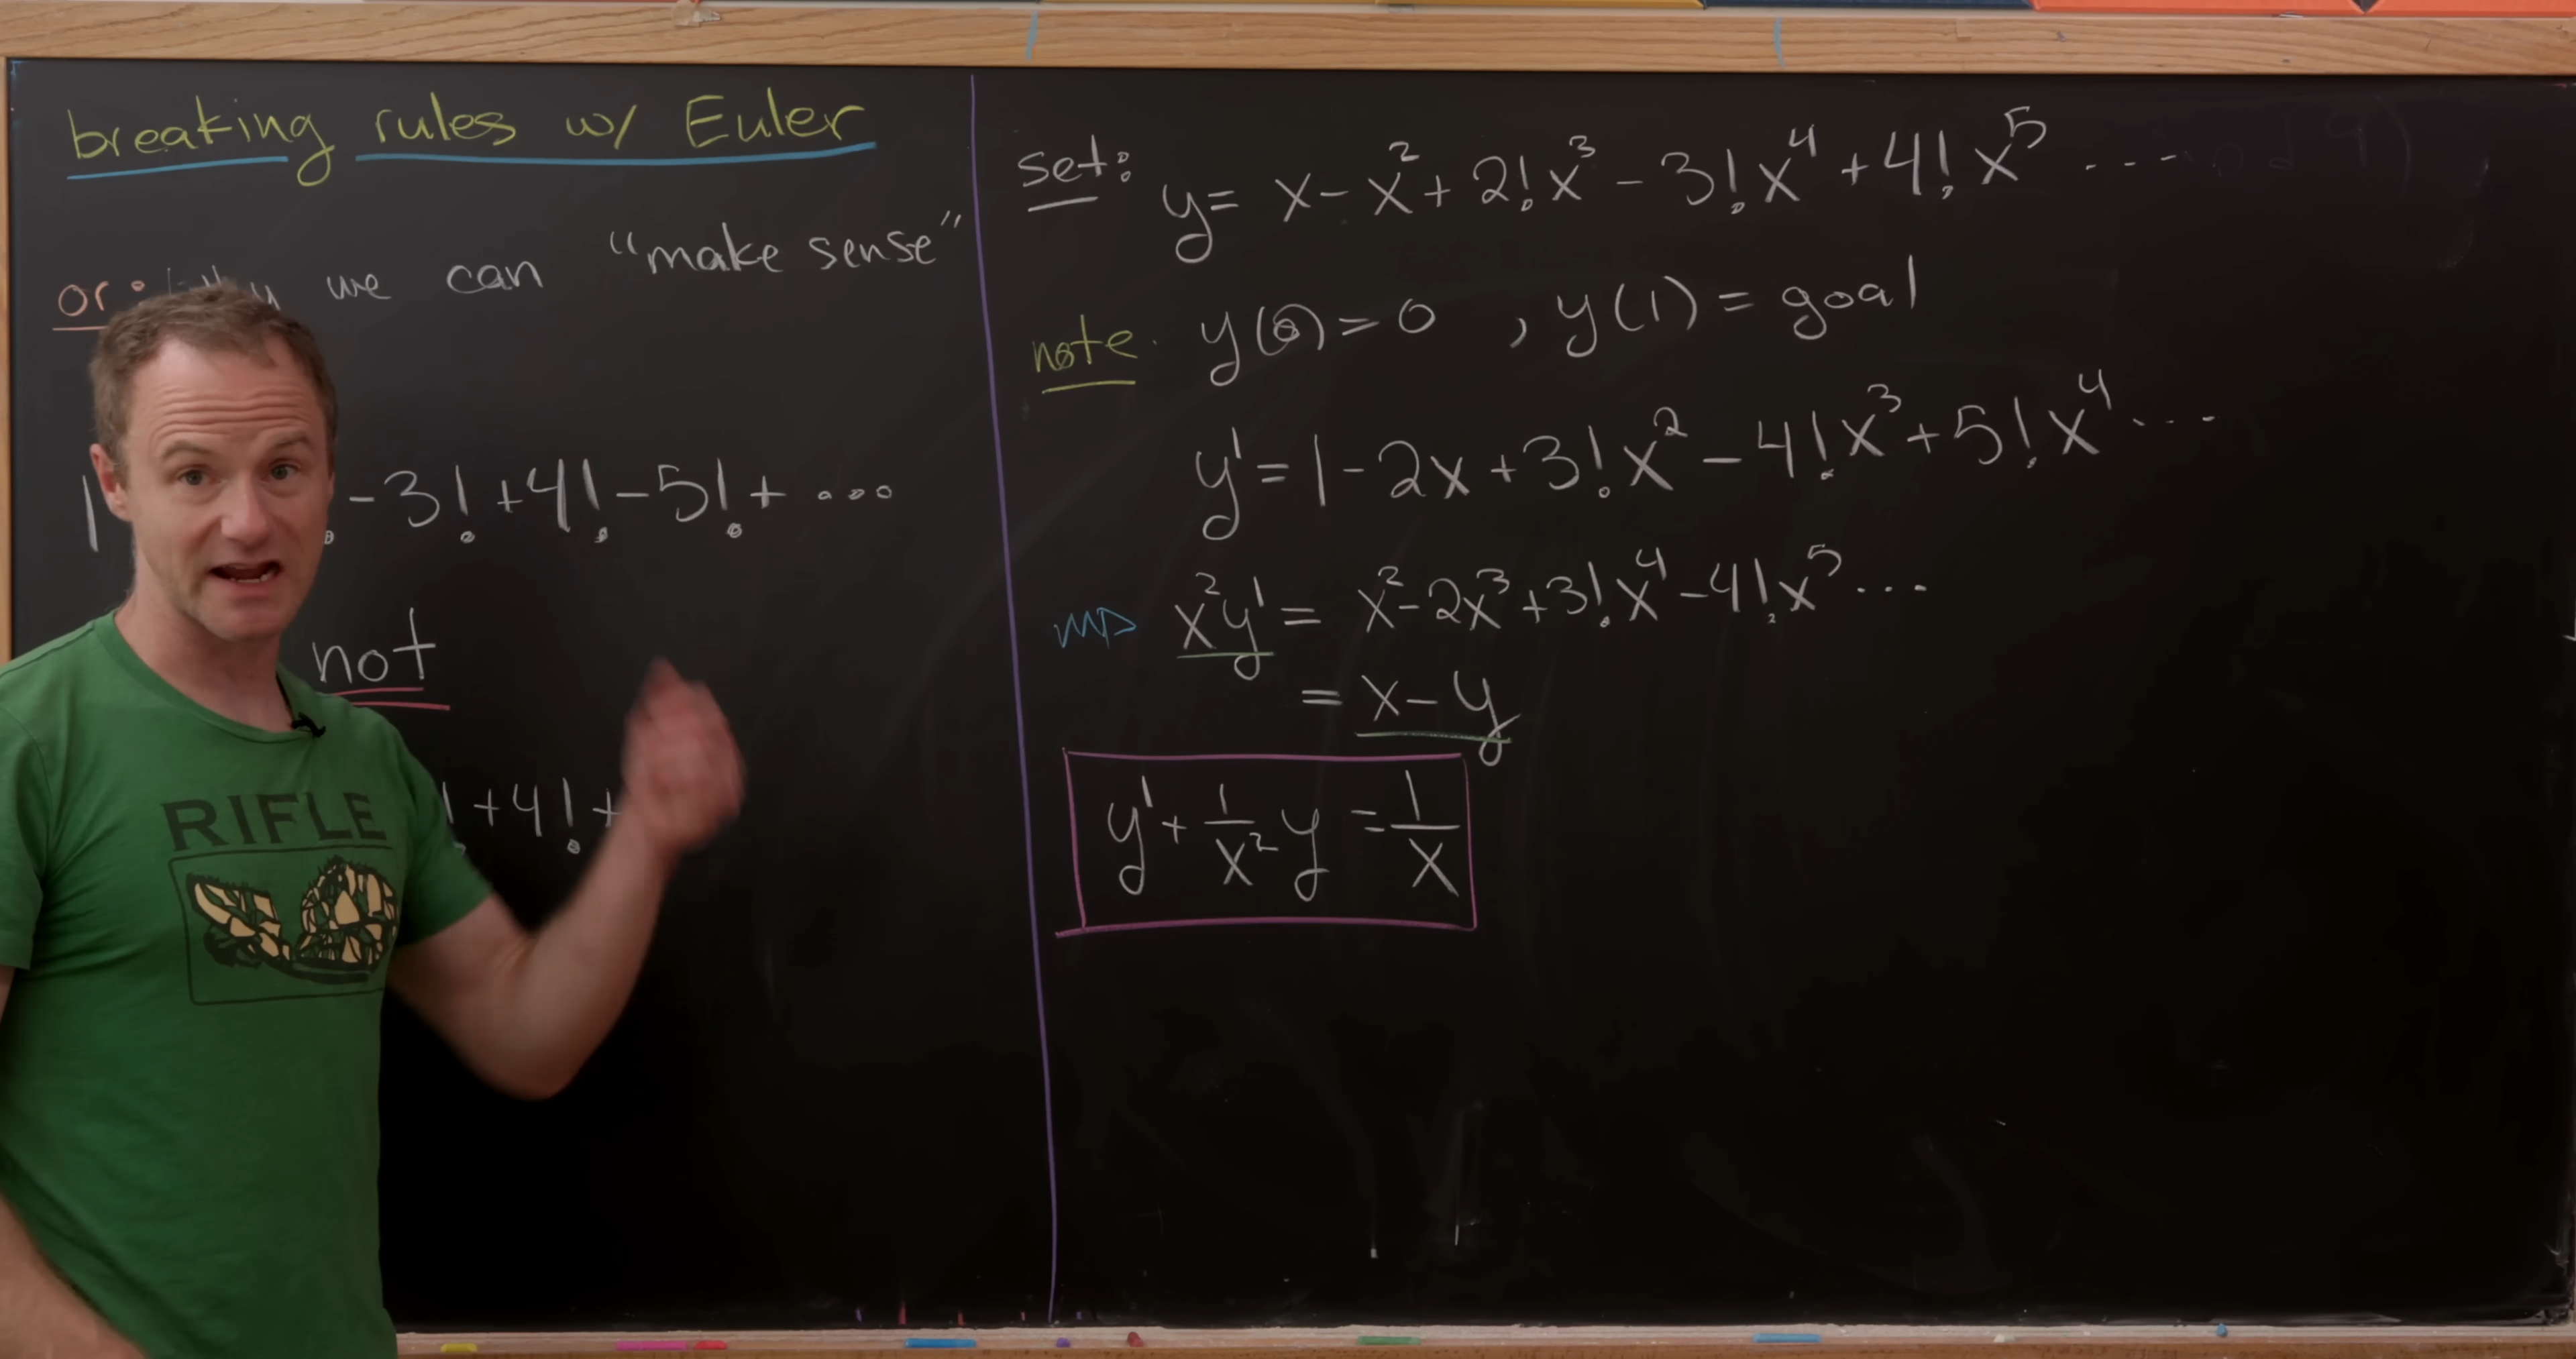 breaking rules w/ Euler
or: we can "make sense"
1 -3!+4!-5!+...
not
+4!+
RIFLE
set: y= x-x²+2!x³-3!x⁴+4!x⁵ ...
note: y(0)=0 , y(1)=goal
y'=1-2x+3!x²-4!x³+5!x⁴...
x²y'= x²-2x³+3!x⁴-4!x⁵...
= x-y
y'+1/x² y=1/x